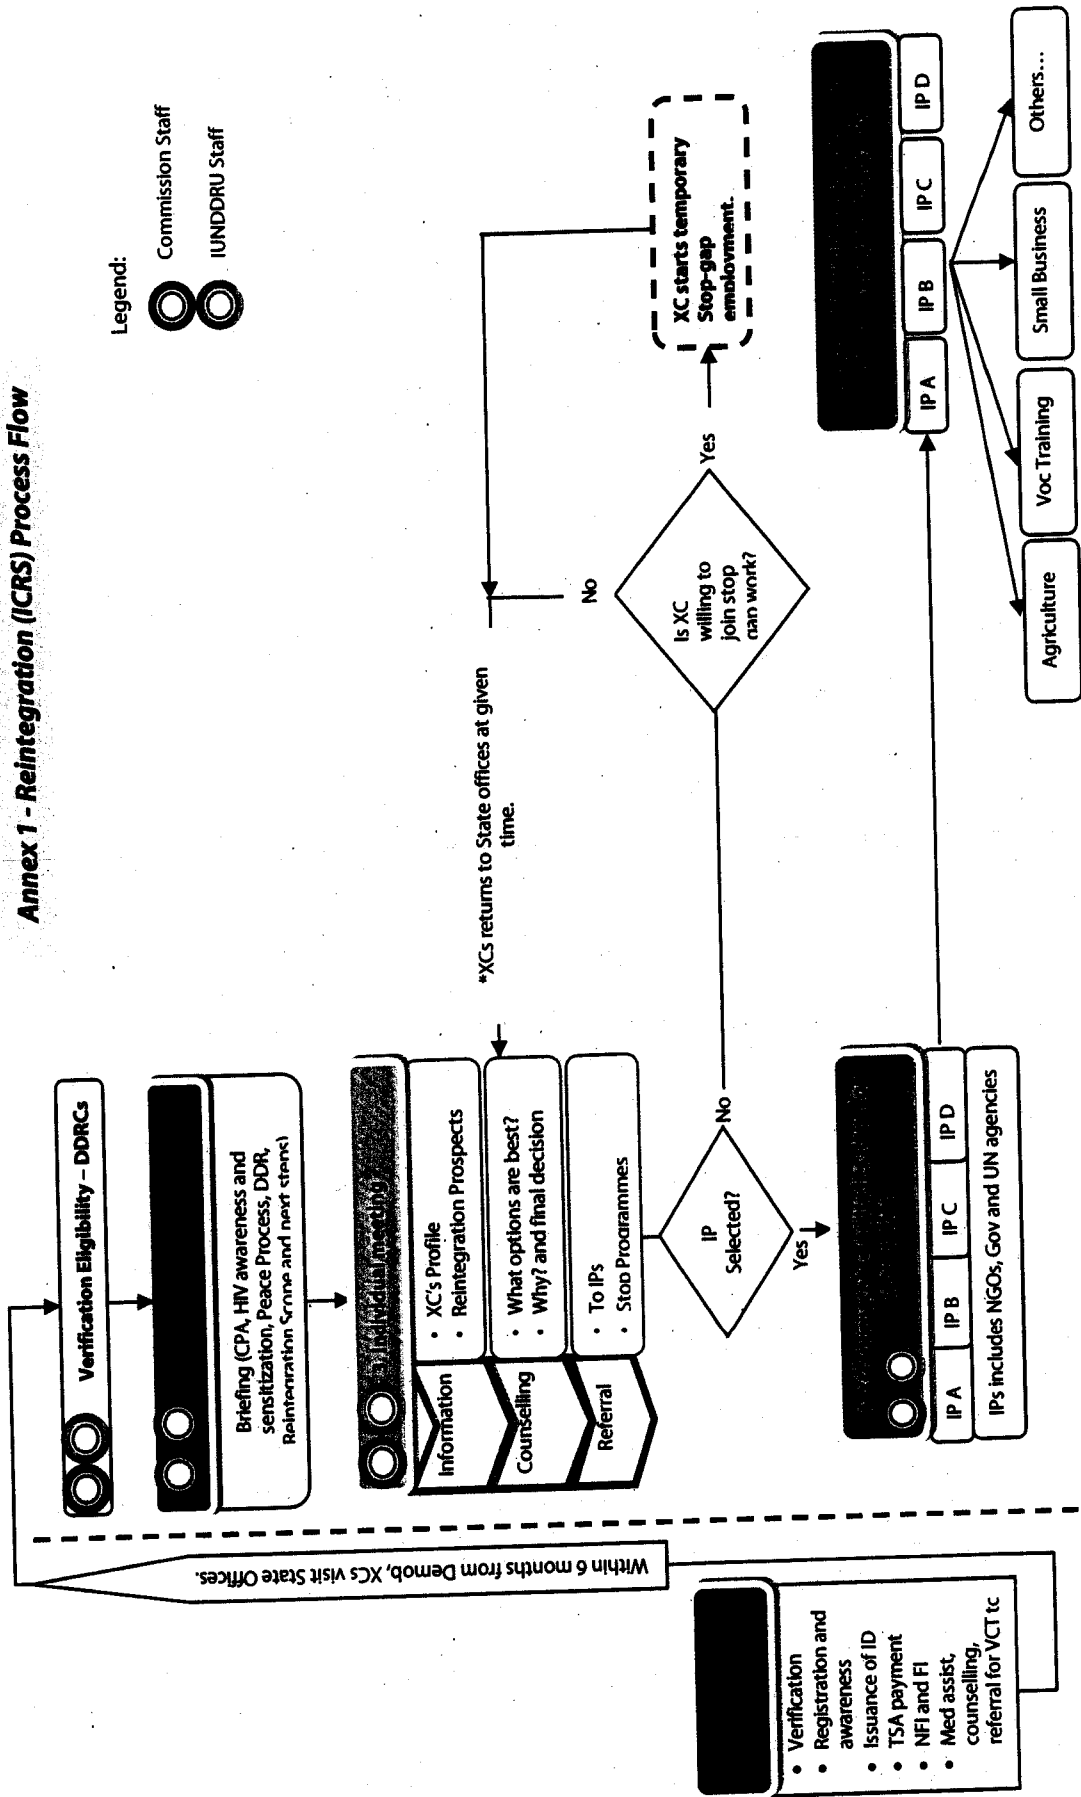 Annex 1 - Reintegration (ICRS) Process Flow
Legend:
Commission Staff
IUNDDRU Staff
Verification
Registration and
awareness
Issuance of ID
TSA payment
NFI and FI
Med assist,
counselling,
referral for VCT tc
Within 6 months from Demob, XCs visit State Offices.
Verification Eligibility – DDRCs
Briefing (CPA, HIV awareness and
sensitization, Peace Process, DDR,
Reintegration Scope and next steps)
Individual meeting
Information
XC's Profile
Reintegration Prospects
Counselling
What options are best?
Why? and final decision
Referral
To IPs
Stop Programmes
*XCs returns to State offices at given
time.
IP
Selected?
No
Yes
Is XC
willing to
join stop
gap work?
No
Yes
XC starts temporary
Stop-gap
employment.
IP A
IP B
IP C
IP D
IPs includes NGOs, Gov and UN agencies
IP A
IP B
IP C
IP D
Agriculture
Voc Training
Small Business
Others...